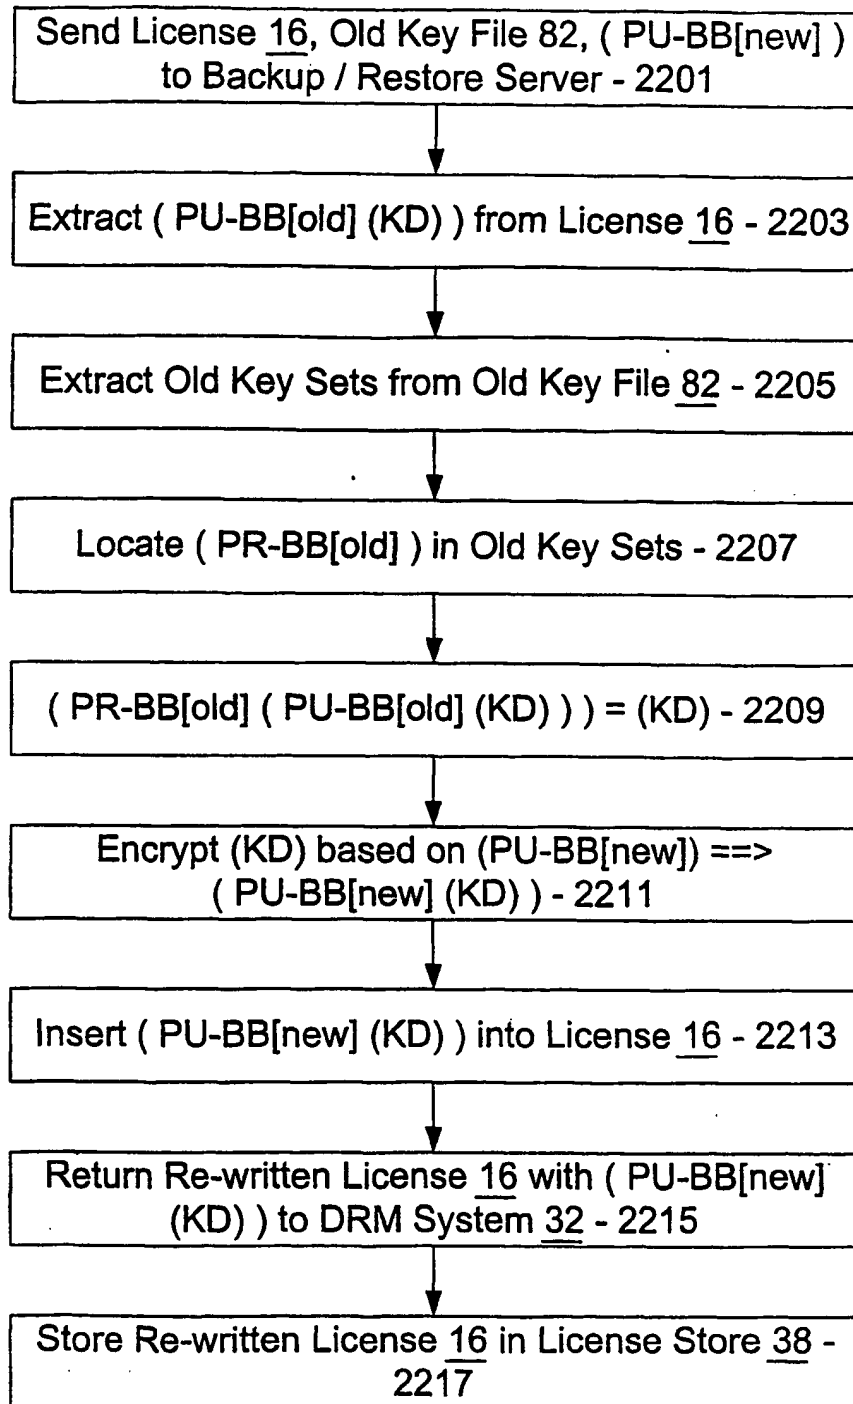 Send License 16, Old Key File 82, ( PU-BB[new] )
to Backup / Restore Server - 2201
Extract ( PU-BB[old] (KD) ) from License 16 - 2203
Extract Old Key Sets from Old Key File 82 - 2205
Locate ( PR-BB[old] ) in Old Key Sets - 2207
( PR-BB[old] ( PU-BB[old] (KD) ) ) = (KD) - 2209
Encrypt (KD) based on (PU-BB[new]) ==>
( PU-BB[new] (KD) ) - 2211
Insert ( PU-BB[new] (KD) ) into License 16 - 2213
Return Re-written License 16 with ( PU-BB[new]
(KD) ) to DRM System 32 - 2215
Store Re-written License 16 in License Store 38 -
2217